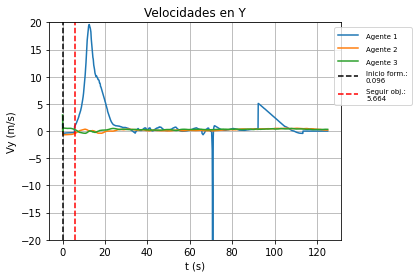 Velocidades en Y
Vy (m/s)
20
15
10
5
0
−5
−10
−15
−20
0
20
40
60
80
100
120
t (s)
Agente 1
Agente 2
Agente 3
Inicio form.:
0.096
Seguir obj.:
5.664